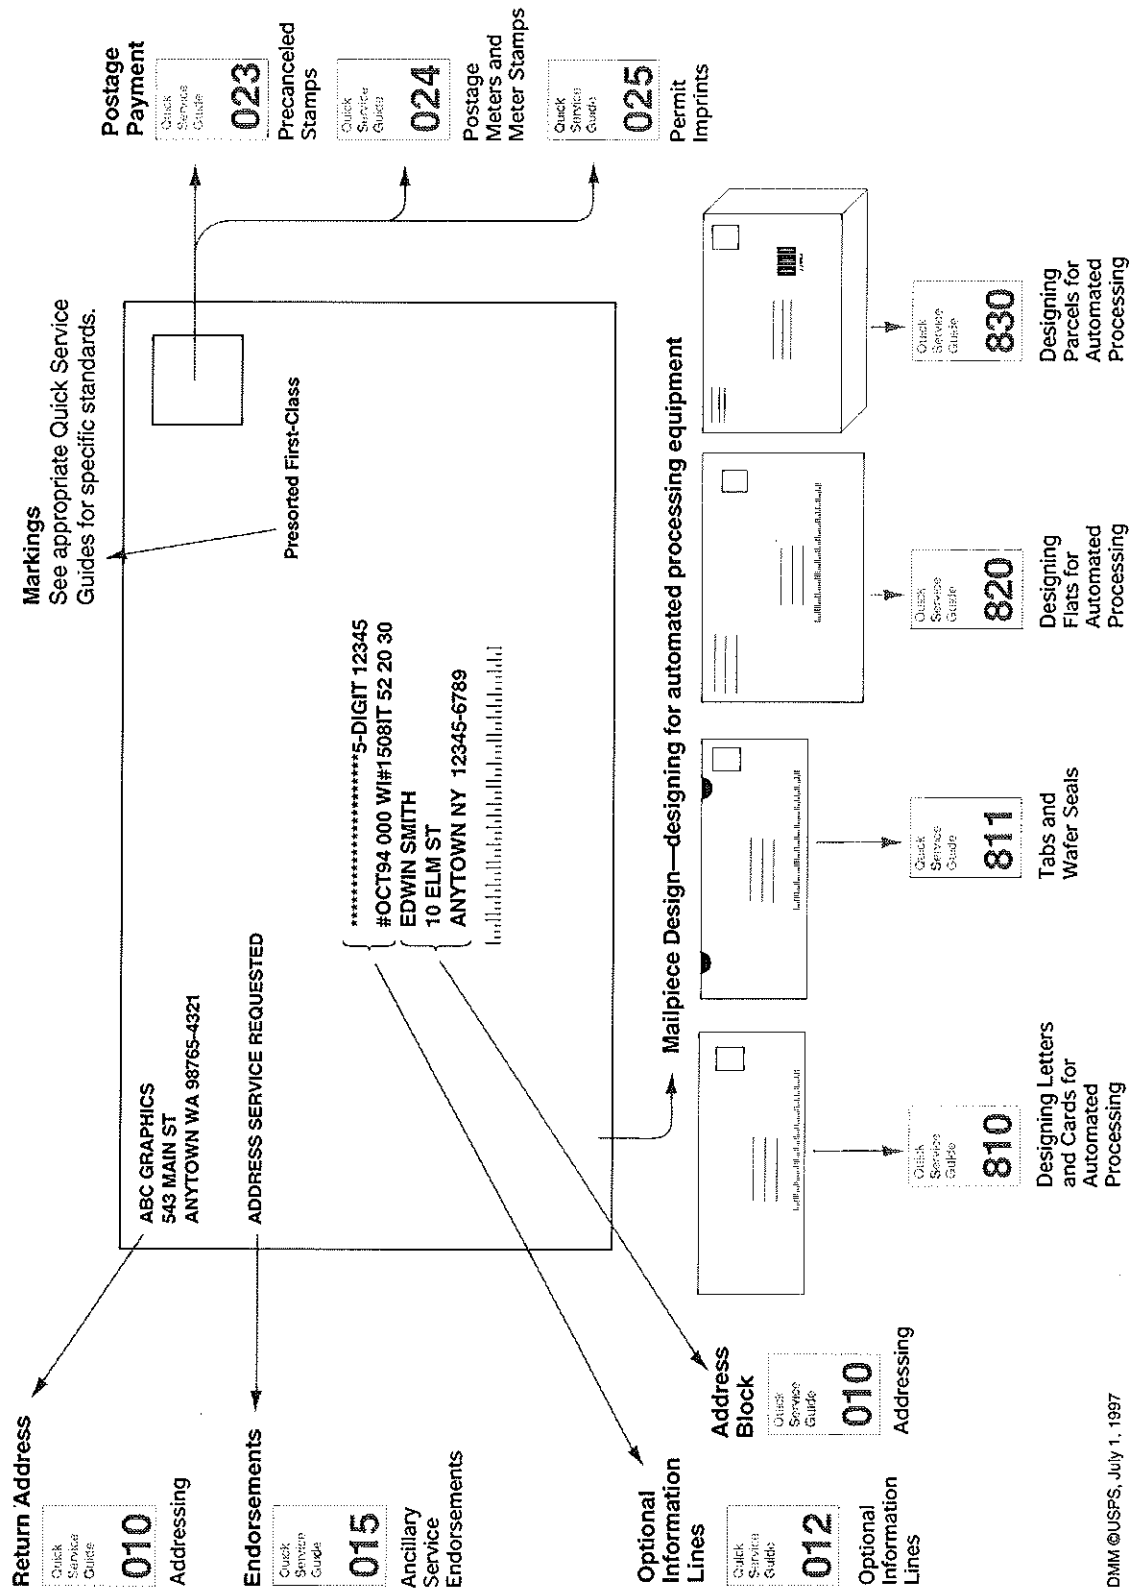 Return Address
Quick
Service
Guide
010
Addressing
Endorsements
Quick
Service
Guide
015
Ancillary
Service
Endorsements
Optional
Information
Lines
Quick
Service
Guide
012
Optional
Information
Lines
Address
Block
Quick
Service
Guide
010
Addressing
Markings
See appropriate Quick Service
Guides for specific standards.
Postage
Payment
Quick
Service
Guide
023
Precanceled
Stamps
Quick
Service
Guide
024
Postage
Meters and
Meter Stamps
Quick
Service
Guide
025
Permit
Imprints
ABC GRAPHICS
543 MAIN ST
ANYTOWN WA 98765-4321
ADDRESS SERVICE REQUESTED
Presorted First-Class
********************5-DIGIT 12345
#OCT94 000 WI#1508IT 52 20 30
EDWIN SMITH
10 ELM ST
ANYTOWN NY 12345-6789
Mailpiece Design—designing for automated processing equipment
Quick
Service
Guide
810
Designing Letters
and Cards for
Automated
Processing
Quick
Service
Guide
811
Tabs and
Wafer Seals
Quick
Service
Guide
820
Designing
Flats for
Automated
Processing
Quick
Service
Guide
830
Designing
Parcels for
Automated
Processing
DMM ©USPS, July 1, 1997